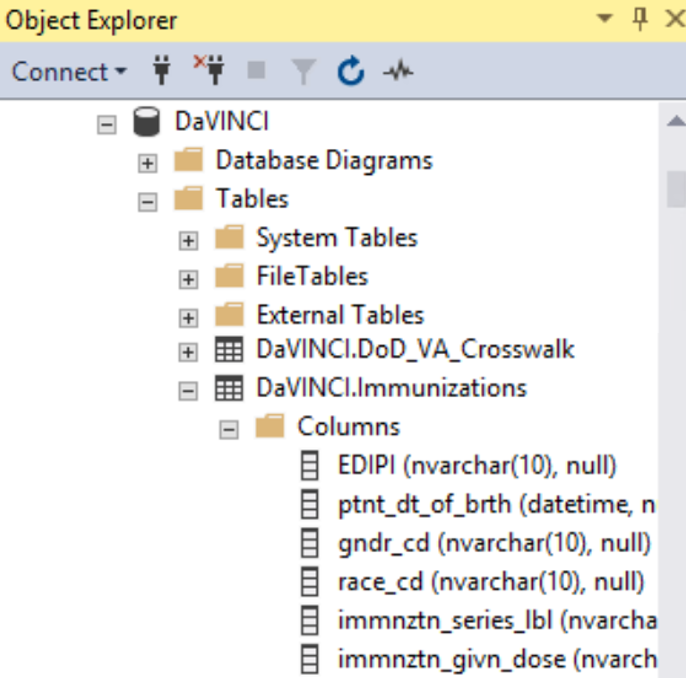 Object Explorer
Connect
DaVINCI
Database Diagrams
Tables
System Tables
FileTables
External Tables
DaVINCI.DoD_VA_Crosswalk
DaVINCI.Immunizations
Columns
EDIPI (nvarchar(10), null)
ptnt_dt_of_brth (datetime, n
gndr_cd (nvarchar(10), null)
race_cd (nvarchar(10), null)
immnztn_series_lbl (nvarcha
immnztn_givn_dose (nvarch